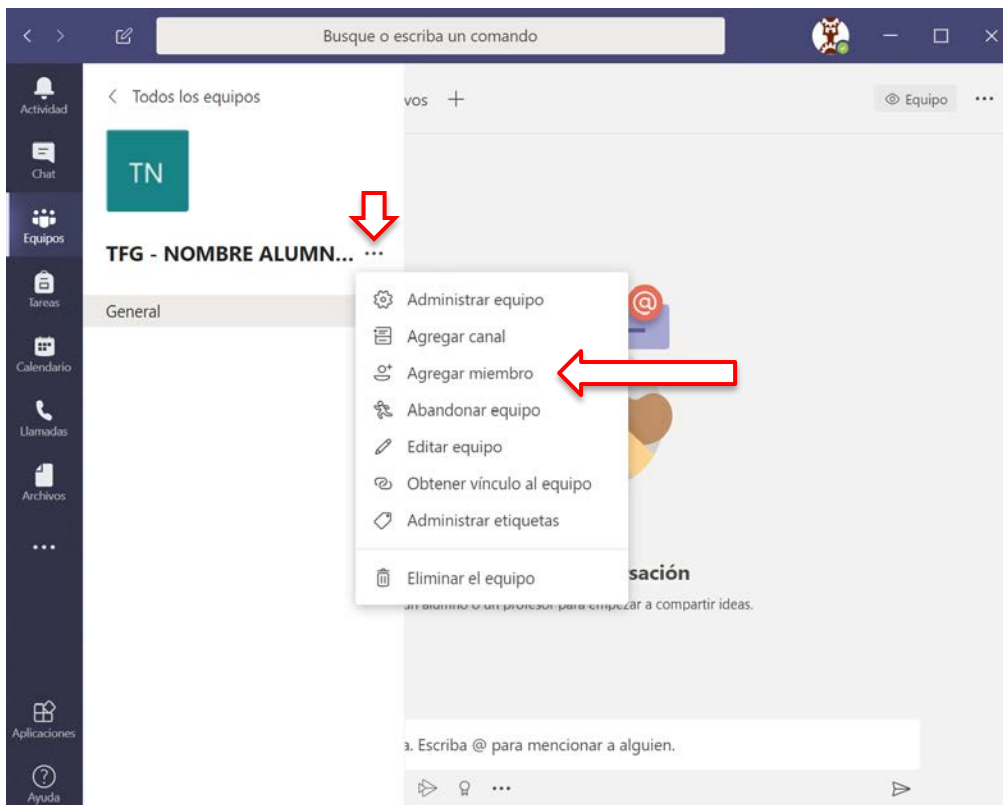 Busque o escriba un comando
Actividad
Chat
Equipos
Tareas
Calendario
Llamadas
Archivos
Aplicaciones
Ayuda
Todos los equipos
TN
TFG - NOMBRE ALUMN... ...
General
Administrar equipo
Agregar canal
Agregar miembro
Abandonar equipo
Editar equipo
Obtener vínculo al equipo
Administrar etiquetas
Eliminar el equipo
vos +
Equipo ...
@
sación
un alumno o un profesor para empezar a compartir ideas.
a. Escriba @ para mencionar a alguien.